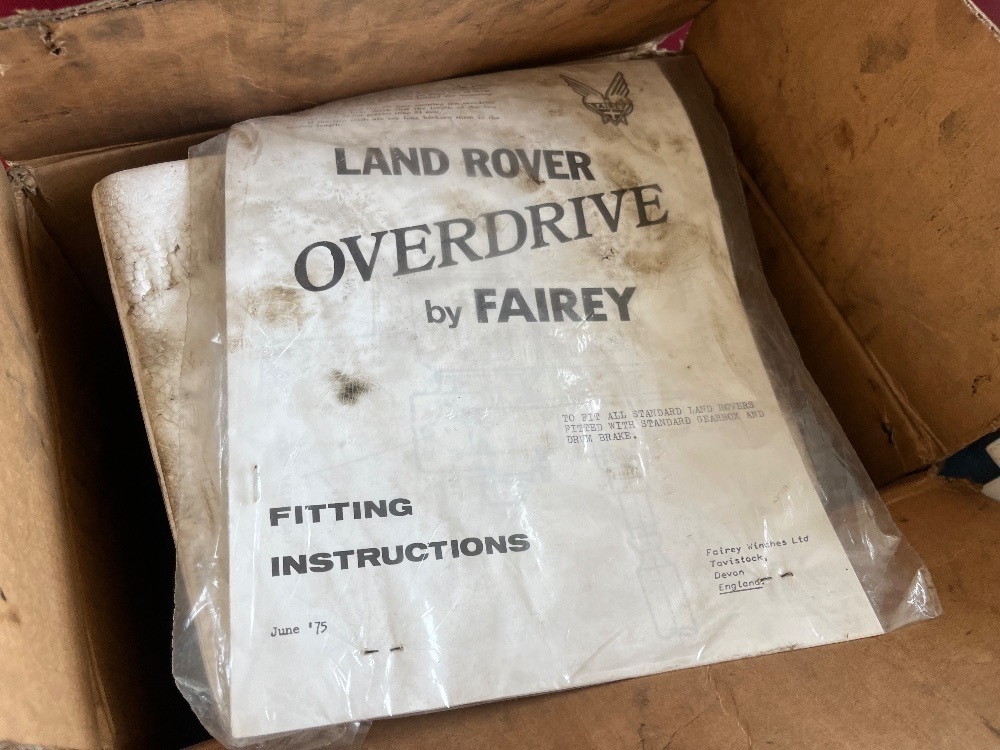 FAIREY
LAND ROVER
OVERDRIVE
by FAIREY
TO FIT ALL STANDARD LAND ROVERS
FITTED WITH STANDARD GEARBOX AND
DRUM BRAKE.
FITTING
INSTRUCTIONS
Fairey Winches Ltd
Tavistock,
Devon
England.
June '75